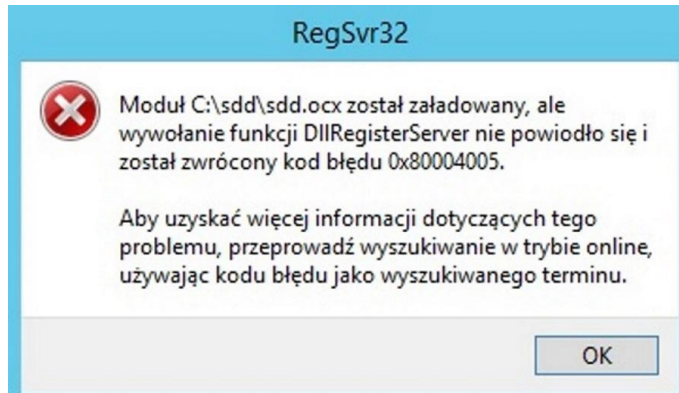 RegSvr32
Moduł C:\sdd\sdd.ocx został załadowany, ale
wywołanie funkcji DllRegisterServer nie powiodło się i
został zwrócony kod błędu 0x80004005.
Aby uzyskać więcej informacji dotyczących tego
problemu, przeprowadź wyszukiwanie w trybie online,
używając kodu błędu jako wyszukiwanego terminu.
OK